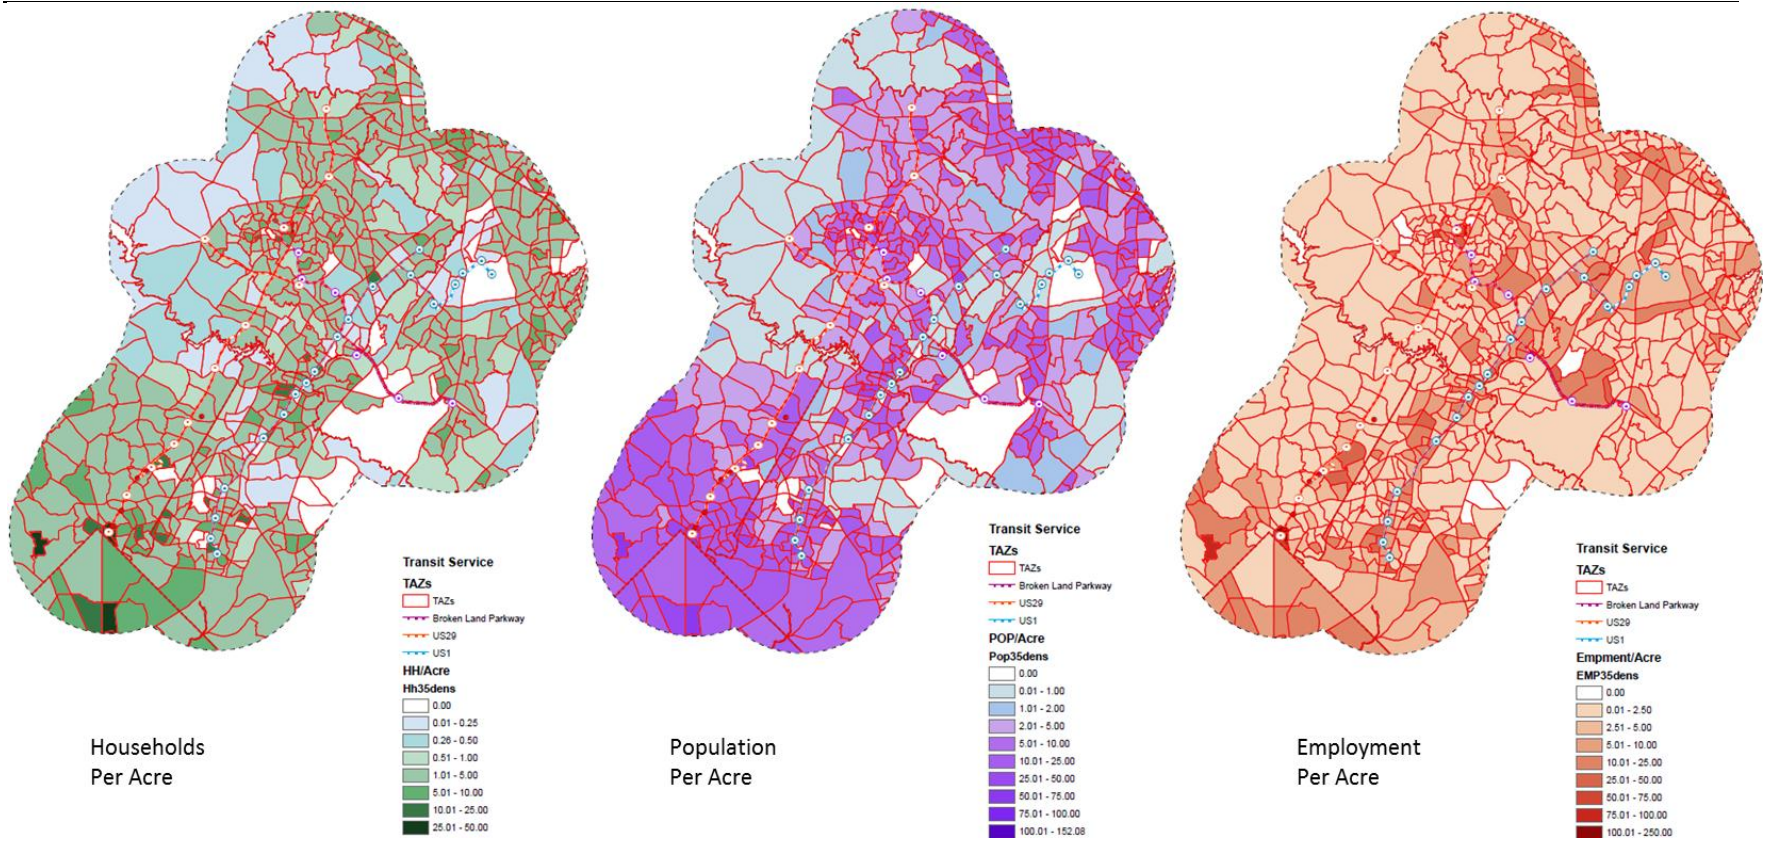 Transit Service
TAZs
TAZs
Broken Land Parkway
US29
US1
HH/Acre
Hh35dens
0.00
0.01 - 0.25
0.26 - 0.50
0.51 - 1.00
1.01 - 5.00
5.01 - 10.00
10.01 - 25.00
25.01 - 50.00
Households
Per Acre
Transit Service
TAZs
TAZs
Broken Land Parkway
US29
US1
POP/Acre
Pop35dens
0.00
0.01 - 1.00
1.01 - 2.00
2.01 - 5.00
5.01 - 10.00
10.01 - 25.00
25.01 - 50.00
50.01 - 75.00
75.01 - 100.00
100.01 - 152.08
Population
Per Acre
Transit Service
TAZs
TAZs
Broken Land Parkway
US29
US1
Empment/Acre
EMP35dens
0.00
0.01 - 2.50
2.51 - 5.00
5.01 - 10.00
10.01 - 25.00
25.01 - 50.00
50.01 - 75.00
75.01 - 100.00
100.01 - 250.00
Employment
Per Acre